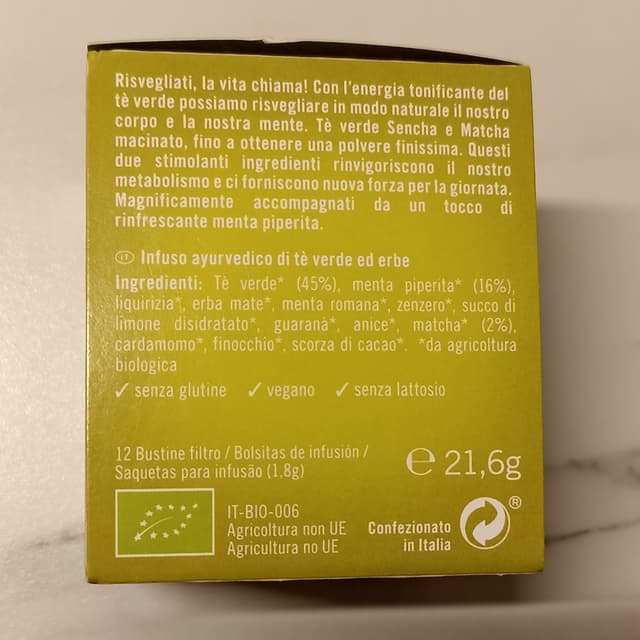 Risvegliati, la vita chiama! Con l'energia tonificante del
tè verde possiamo risvegliare in modo naturale il nostro
corpo e la nostra mente. Tè verde Sencha e Matcha
macinato, fino a ottenere una polvere finissima. Questi
due stimolanti ingredienti rinvigoriscono il nostro
metabolismo e ci forniscono nuova forza per la giornata.
Magnificamente accompagnati da un tocco di
rinfrescante menta piperita.
IT Infuso ayurvedico di tè verde ed erbe
Ingredienti: Tè verde* (45%), menta piperita* (16%),
liquirizia*, erba mate*, menta romana*, zenzero*, succo di
limone disidratato*, guaranà*, anice*, matcha* (2%),
cardamomo*, finocchio*, scorza di cacao*. *da agricoltura
biologica
✓ senza glutine ✓ vegano ✓ senza lattosio
12 Bustine filtro / Bolsitas de infusión /
Saquetas para infusão (1,8g)
℮ 21,6g
IT-BIO-006
Agricoltura non UE
Agricultura no UE
Confezionato
in Italia
®